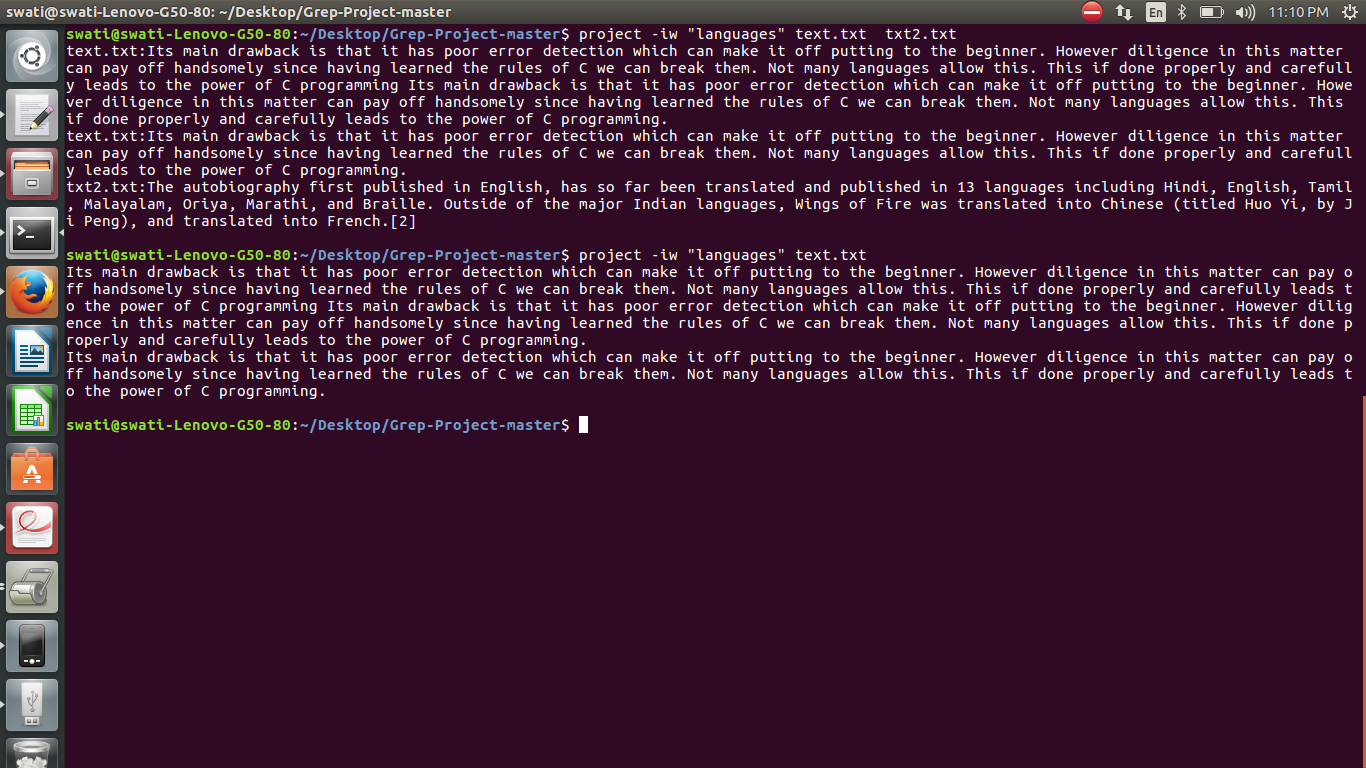 swati@swati-Lenovo-G50-80: ~/Desktop/Grep-Project-master
En
11:10 PM
swati@swati-Lenovo-G50-80:~/Desktop/Grep-Project-master$ project -iw "languages" text.txt  txt2.txt
text.txt:Its main drawback is that it has poor error detection which can make it off putting to the beginner. However diligence in this matter
can pay off handsomely since having learned the rules of C we can break them. Not many languages allow this. This if done properly and carefull
y leads to the power of C programming Its main drawback is that it has poor error detection which can make it off putting to the beginner. Howe
ver diligence in this matter can pay off handsomely since having learned the rules of C we can break them. Not many languages allow this. This
if done properly and carefully leads to the power of C programming.
text.txt:Its main drawback is that it has poor error detection which can make it off putting to the beginner. However diligence in this matter
can pay off handsomely since having learned the rules of C we can break them. Not many languages allow this. This if done properly and carefull
y leads to the power of C programming.
txt2.txt:The autobiography first published in English, has so far been translated and published in 13 languages including Hindi, English, Tamil
, Malayalam, Oriya, Marathi, and Braille. Outside of the major Indian languages, Wings of Fire was translated into Chinese (titled Huo Yi, by J
i Peng), and translated into French.[2]
swati@swati-Lenovo-G50-80:~/Desktop/Grep-Project-master$ project -iw "languages" text.txt
Its main drawback is that it has poor error detection which can make it off putting to the beginner. However diligence in this matter can pay o
ff handsomely since having learned the rules of C we can break them. Not many languages allow this. This if done properly and carefully leads t
o the power of C programming Its main drawback is that it has poor error detection which can make it off putting to the beginner. However dilig
ence in this matter can pay off handsomely since having learned the rules of C we can break them. Not many languages allow this. This if done p
roperly and carefully leads to the power of C programming.
Its main drawback is that it has poor error detection which can make it off putting to the beginner. However diligence in this matter can pay o
ff handsomely since having learned the rules of C we can break them. Not many languages allow this. This if done properly and carefully leads t
o the power of C programming.
swati@swati-Lenovo-G50-80:~/Desktop/Grep-Project-master$